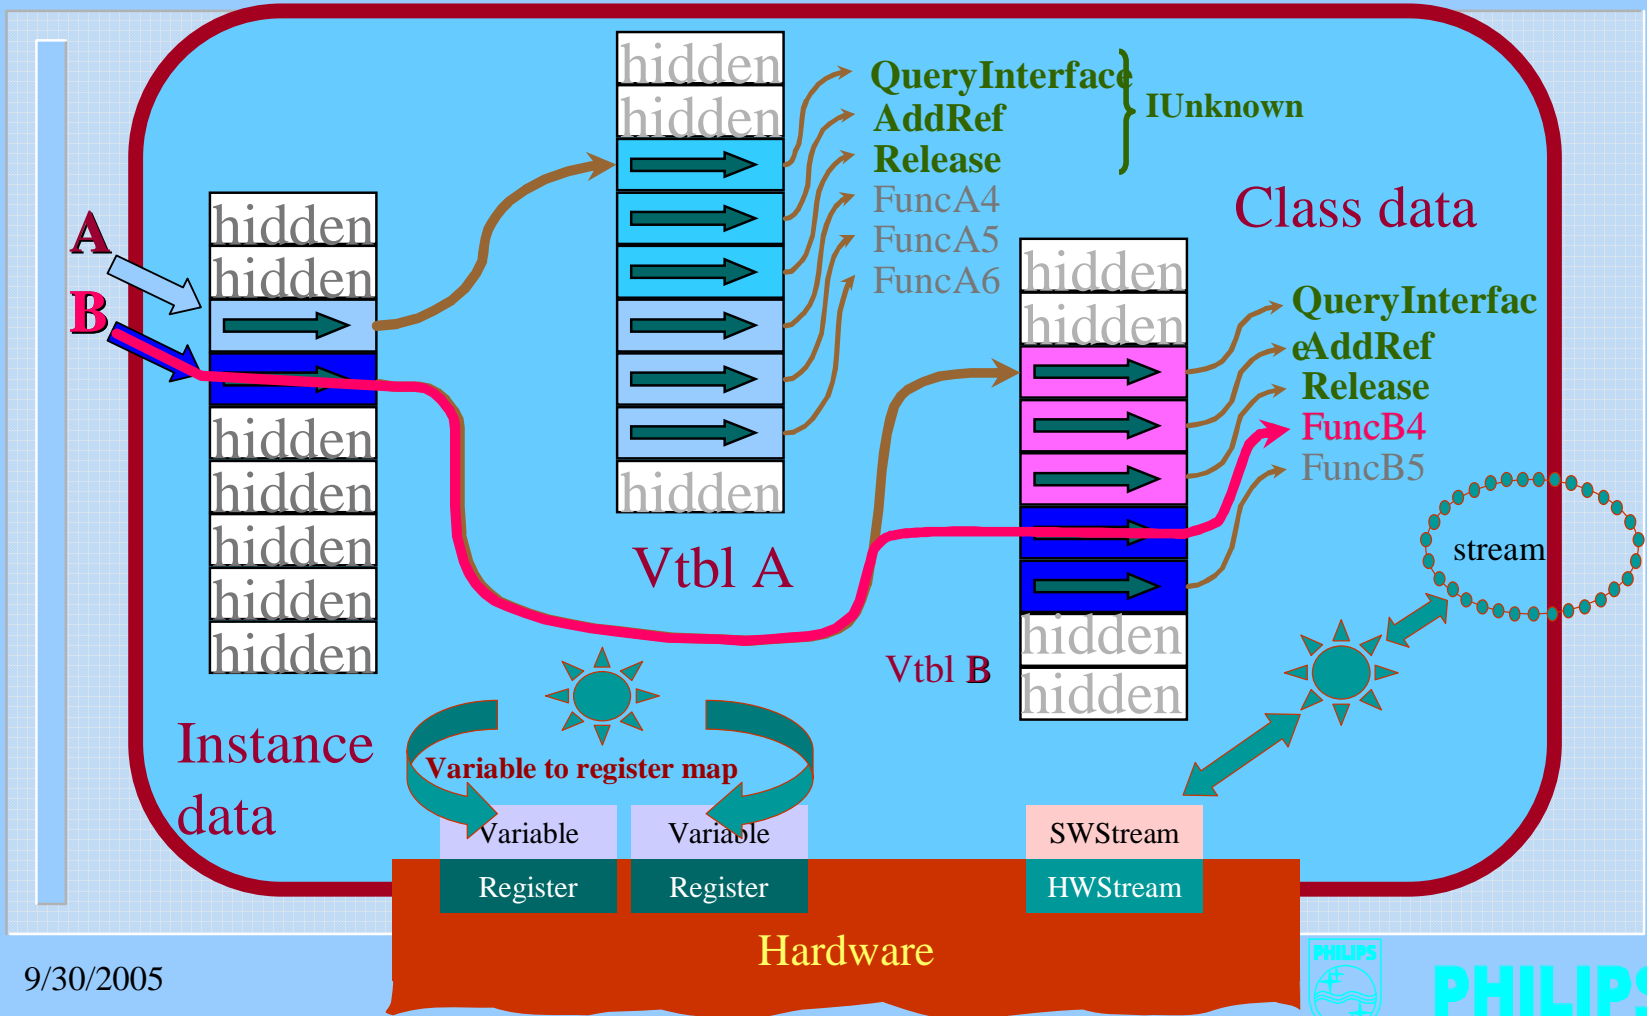 hidden
hidden
QueryInterface
AddRef
Release
FuncA4
FuncA5
FuncA6
IUnknown
hidden
Vtbl A
A
B
hidden
hidden
hidden
hidden
hidden
hidden
hidden
Instance
data
Class data
hidden
hidden
QueryInterfac
e
AddRef
Release
FuncB4
FuncB5
hidden
hidden
Vtbl B
stream
Variable to register map
Variable
Variable
SWStream
Register
Register
HWStream
Hardware
9/30/2005
PHILIPS
PHILIPS